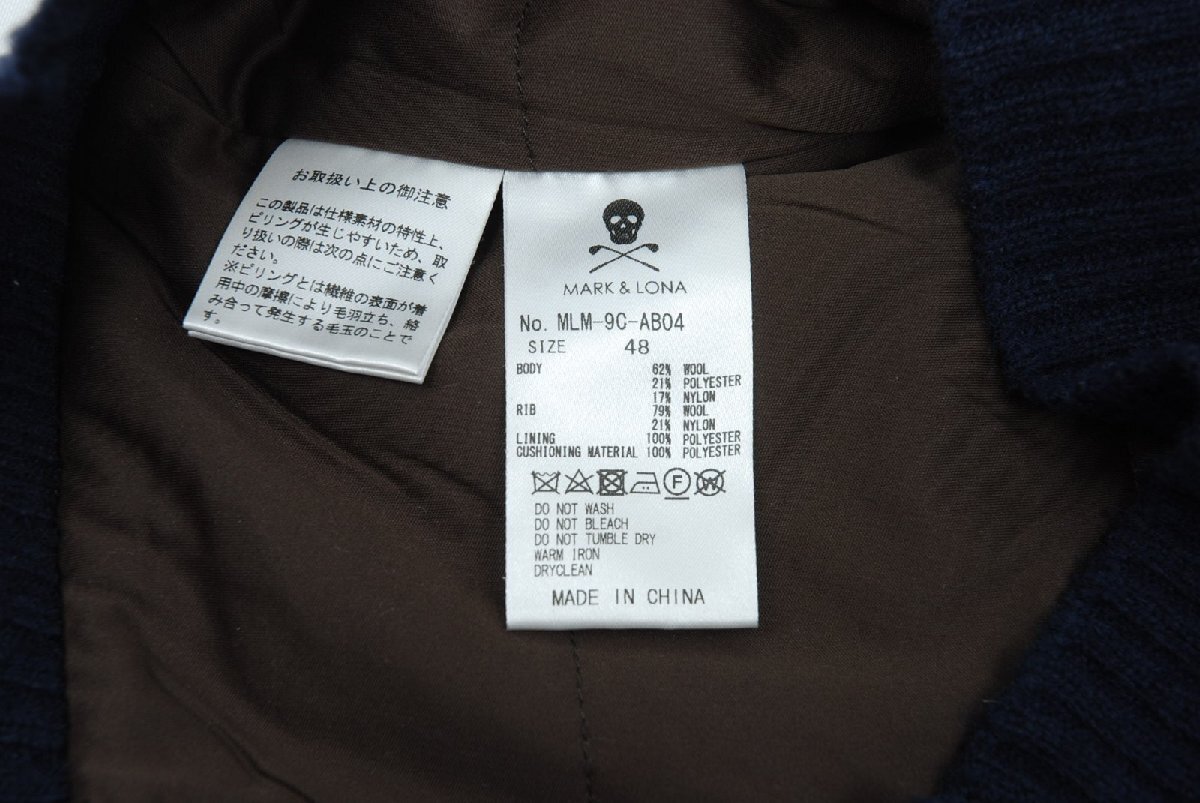 お取扱い上の御注意
この製品は仕様素材の特性上、
ピリングが生じやすいため、取
り扱いの際は次の点にご注意く
ださい。
※ピリングとは繊維の表面が着
用中の摩擦により毛羽立ち、絡
み合って発生する毛玉のことで
す。
MARK & LONA
No. MLM-9C-AB04
SIZE 48
BODY 62% WOOL
21% POLYESTER
17% NYLON
RIB 79% WOOL
21% NYLON
LINING 100% POLYESTER
CUSHIONING MATERIAL 100% POLYESTER
F W
DO NOT WASH
DO NOT BLEACH
DO NOT TUMBLE DRY
WARM IRON
DRYCLEAN
MADE IN CHINA